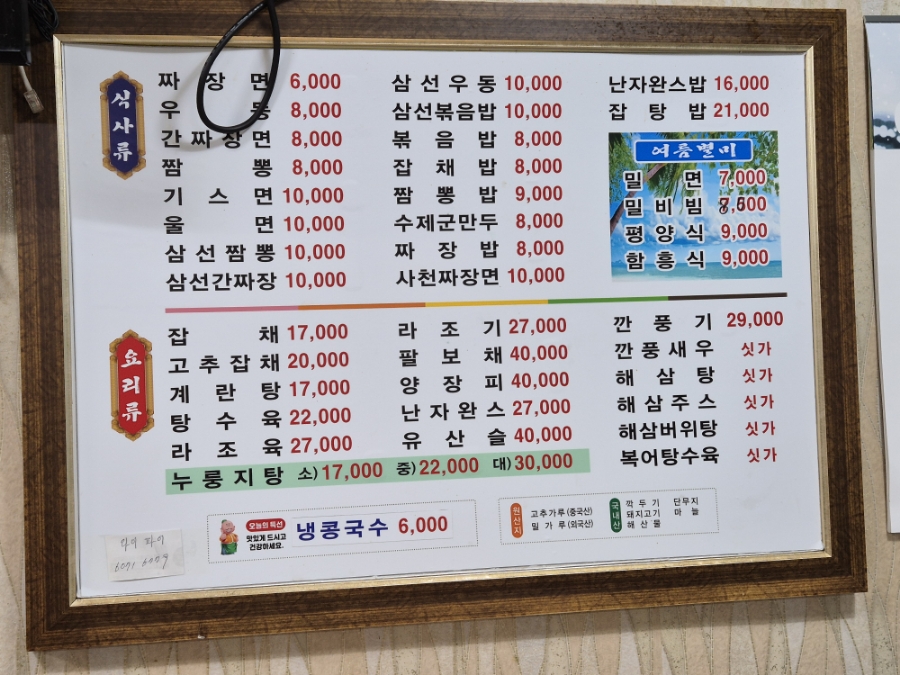 식사류
짜장면 6,000
우동 8,000
간짜장면 8,000
짬뽕 8,000
기스면 10,000
울면 10,000
삼선짬뽕 10,000
삼선간짜장 10,000
삼선우동 10,000
삼선볶음밥 10,000
볶음밥 8,000
잡채밥 8,000
짬뽕밥 9,000
수제군만두 8,000
짜장밥 8,000
사천짜장면 10,000
난자완스밥 16,000
잡탕밥 21,000
여름별미
밀면 7,000
밀비빔
평양식 9,000
함흥식 9,000
요리류
잡채 17,000
고추잡채 20,000
계란탕 17,000
탕수육 22,000
라조육 27,000
라조기 27,000
팔보채 40,000
양장피 40,000
난자완스 27,000
유산슬 40,000
깐풍기 29,000
깐풍새우 싯가
해삼탕 싯가
해삼주스 싯가
해삼버위탕 싯가
복어탕수육 싯가
누룽지탕 소) 17,000 중) 22,000 대) 30,000
오늘의 특선
맛있게 드시고
건강하세요.
냉콩국수 6,000
원산지
고추가루 (중국산)
밀가루 (외국산)
국내산
깍두기 단무지
돼지고기 마늘
해산물
와이파이